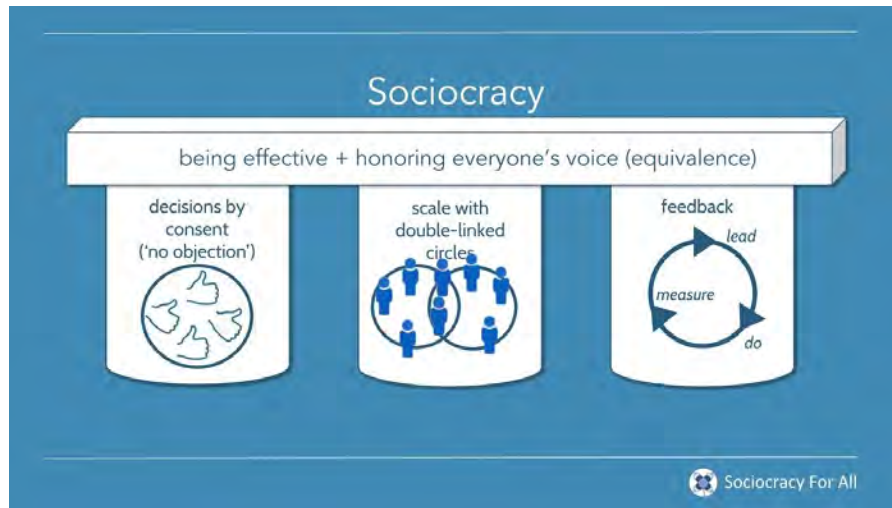 Sociocracy
being effective + honoring everyone's voice (equivalence)
decisions by
consent
('no objection')
scale with
double-linked
circles
feedback
lead
measure
do
Sociocracy For All